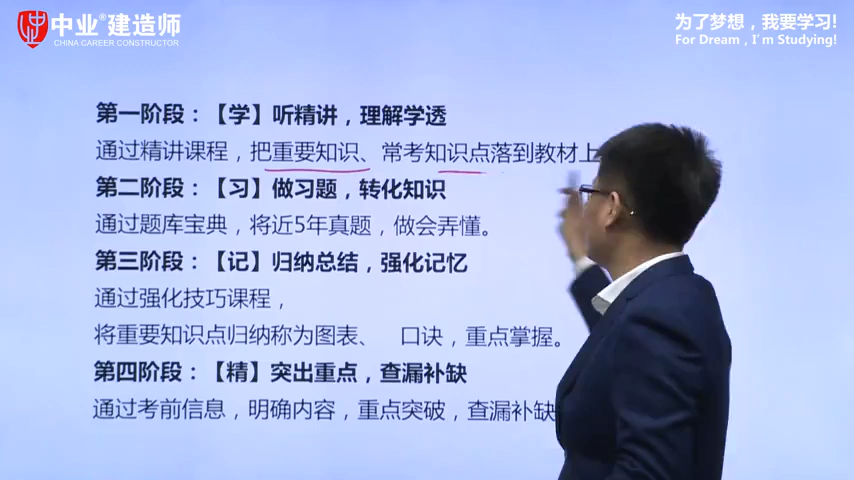 中业®建造师
CHINA CAREER CONSTRUCTOR
为了梦想，我要学习!
For Dream , I'm Studying!
第一阶段：【学】听精讲，理解学透
通过精讲课程，把重要知识、常考知识点落到教材上
第二阶段：【习】做习题，转化知识
通过题库宝典，将近5年真题，做会弄懂。
第三阶段：【记】归纳总结，强化记忆
通过强化技巧课程，
将重要知识点归纳称为图表、 口诀，重点掌握。
第四阶段：【精】突出重点，查漏补缺
通过考前信息，明确内容，重点突破，查漏补缺